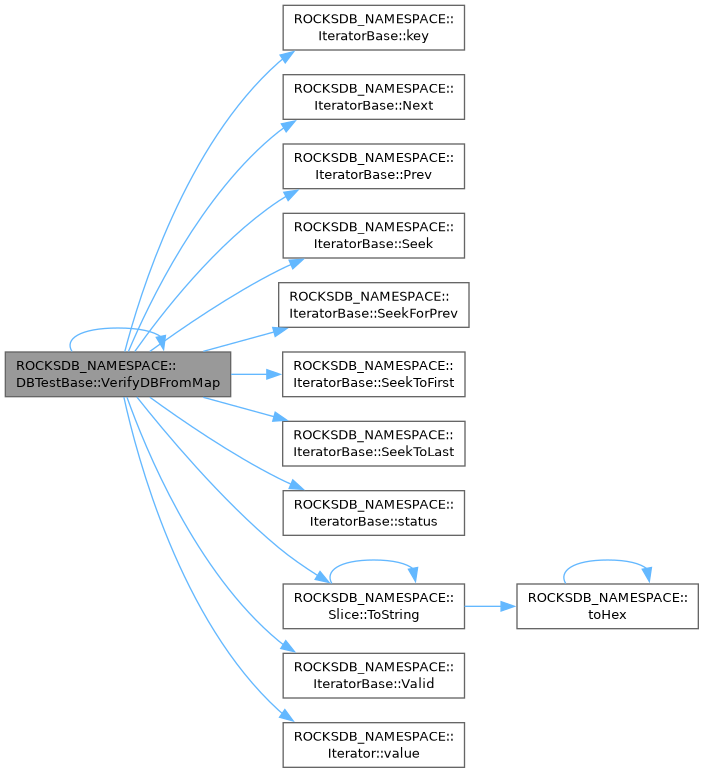 ROCKSDB_NAMESPACE::
IteratorBase::key
ROCKSDB_NAMESPACE::
IteratorBase::Next
ROCKSDB_NAMESPACE::
IteratorBase::Prev
ROCKSDB_NAMESPACE::
IteratorBase::Seek
ROCKSDB_NAMESPACE::
IteratorBase::SeekForPrev
ROCKSDB_NAMESPACE::
DBTestBase::VerifyDBFromMap
ROCKSDB_NAMESPACE::
IteratorBase::SeekToFirst
ROCKSDB_NAMESPACE::
IteratorBase::SeekToLast
ROCKSDB_NAMESPACE::
IteratorBase::status
ROCKSDB_NAMESPACE::
Slice::ToString
ROCKSDB_NAMESPACE::
toHex
ROCKSDB_NAMESPACE::
IteratorBase::Valid
ROCKSDB_NAMESPACE::
Iterator::value